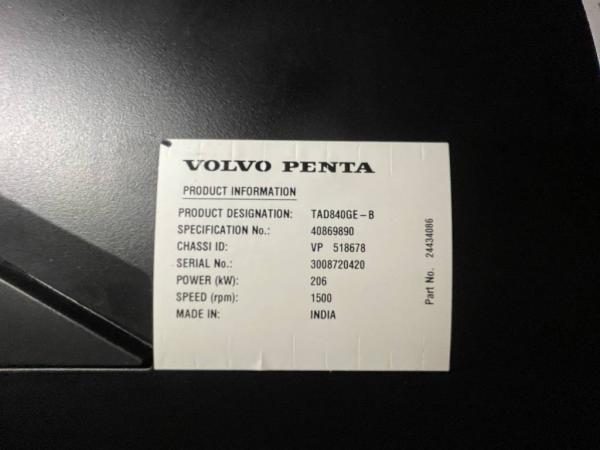 VOLVO PENTA
PRODUCT INFORMATION
PRODUCT DESIGNATION: TAD840GE-B
SPECIFICATION No.: 40869890
CHASSI ID: VP 518678
SERIAL No.: 3008720420
POWER (kW): 206
SPEED (rpm): 1500
MADE IN: INDIA
Part No. 24434086